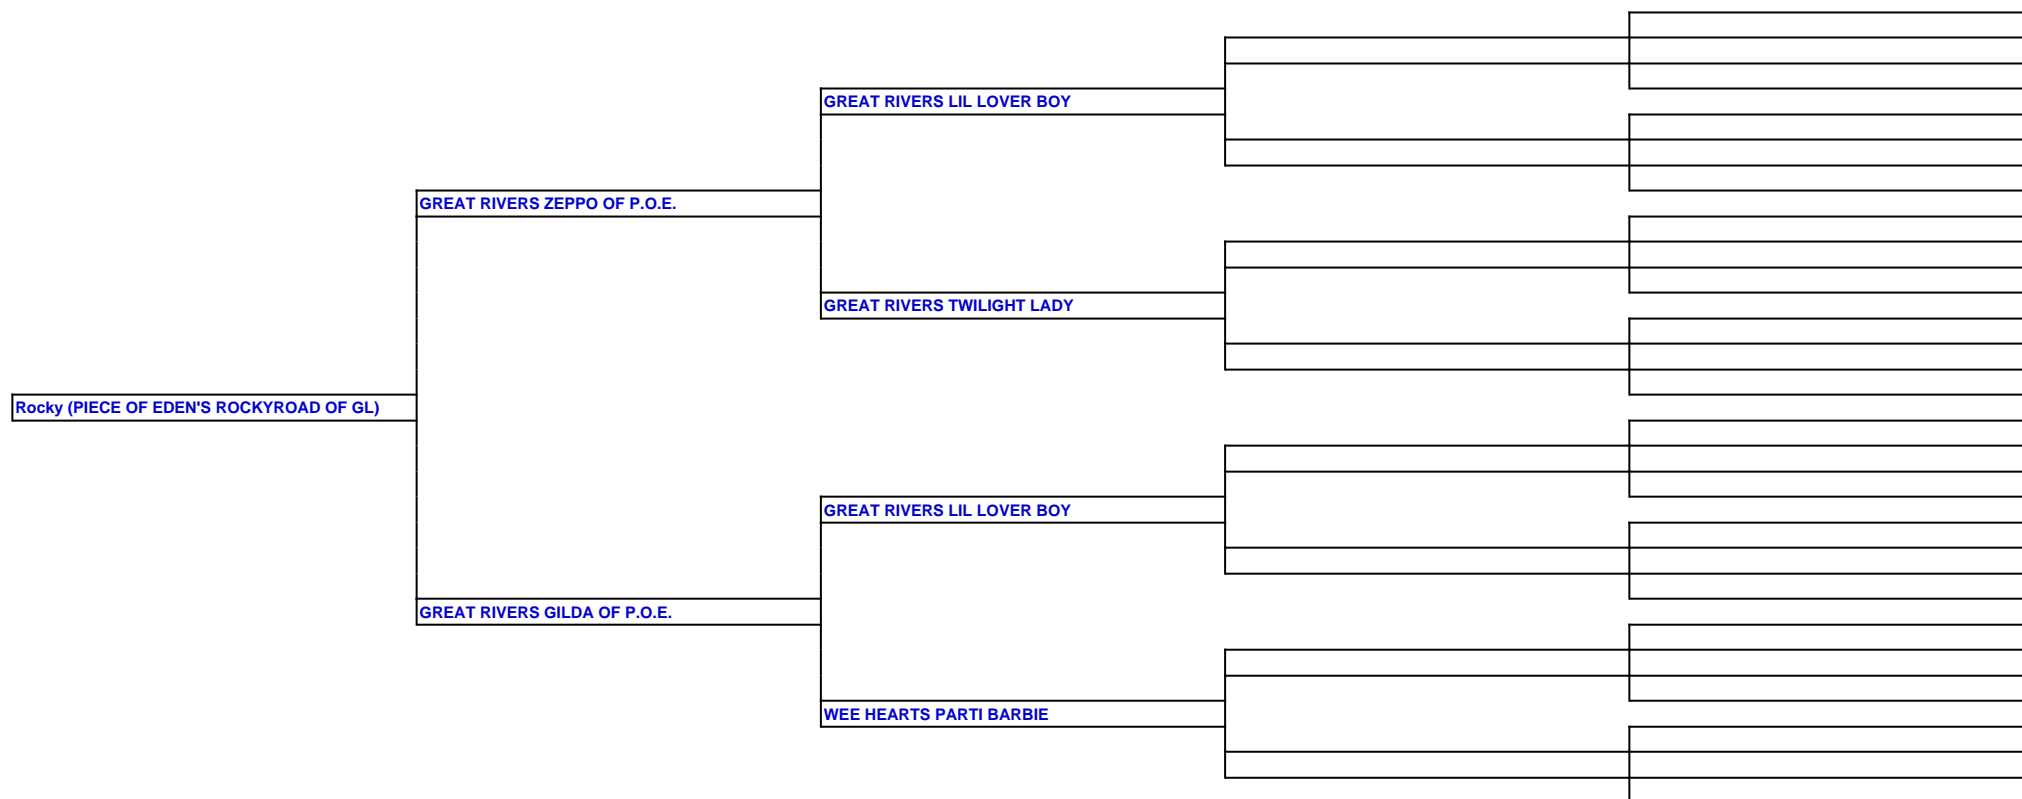 GREAT RIVERS LIL LOVER BOY
GREAT RIVERS ZEPPO OF P.O.E.
GREAT RIVERS TWILIGHT LADY
Rocky (PIECE OF EDEN'S ROCKYROAD OF GL)
GREAT RIVERS LIL LOVER BOY
GREAT RIVERS GILDA OF P.O.E.
WEE HEARTS PARTI BARBIE